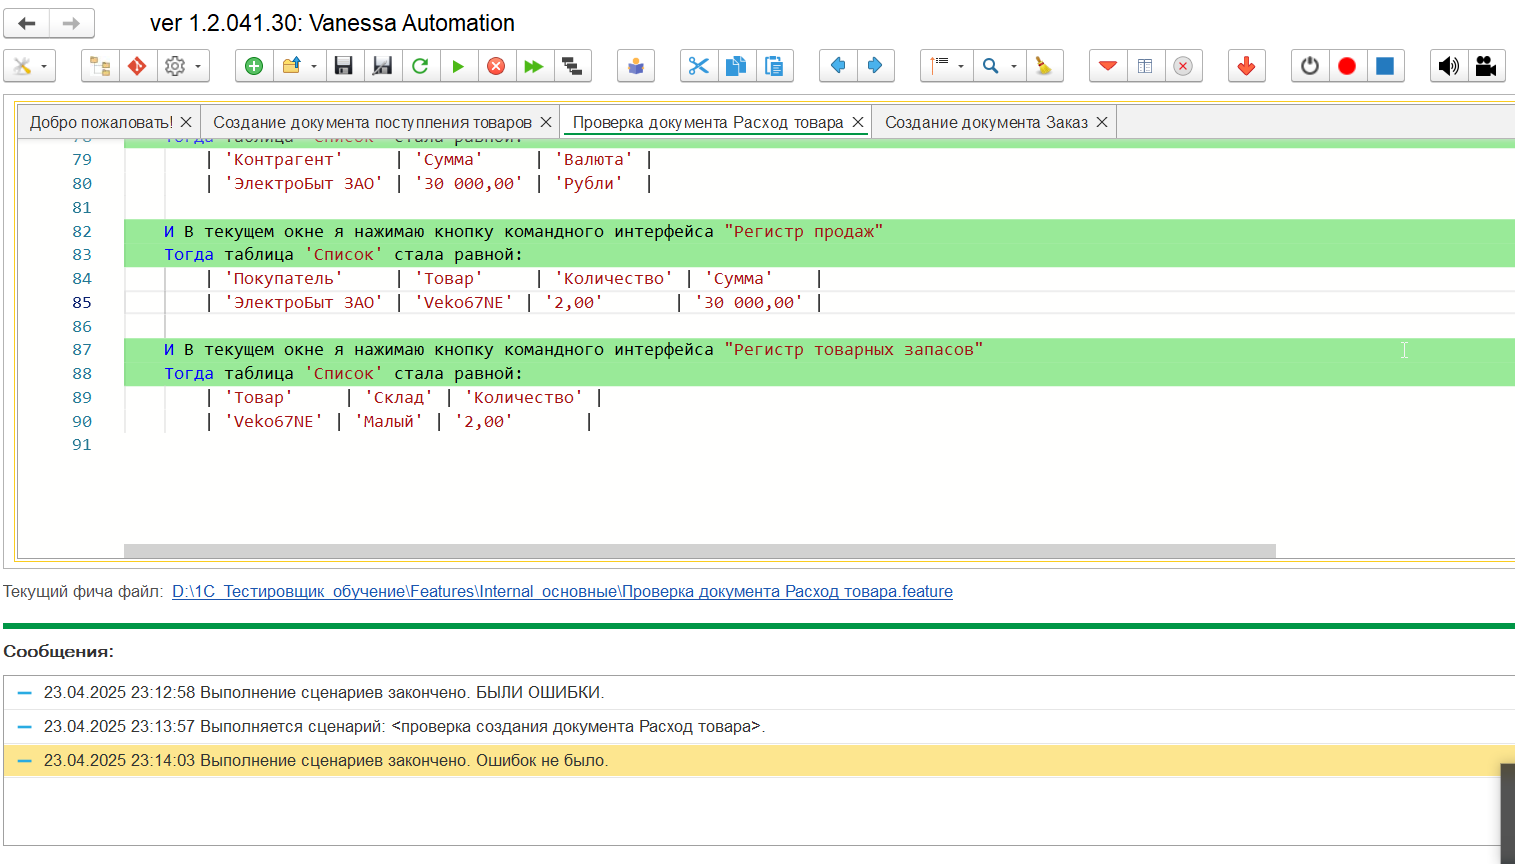 ver 1.2.041.30: Vanessa Automation
Добро пожаловать! Создание документа поступления товаров Проверка документа Расход товара Создание документа Заказ
78 Тогда таблица 'Список' стала равной:
79 | 'Контрагент' | 'Сумма' | 'Валюта' |
80 | 'ЭлектроБыт ЗАО' | '30 000,00' | 'Рубли' |
81
82 И В текущем окне я нажимаю кнопку командного интерфейса "Регистр продаж"
83 Тогда таблица 'Список' стала равной:
84 | 'Покупатель' | 'Товар' | 'Количество' | 'Сумма' |
85 | 'ЭлектроБыт ЗАО' | 'Veko67NE' | '2,00' | '30 000,00' |
86
87 И В текущем окне я нажимаю кнопку командного интерфейса "Регистр товарных запасов"
88 Тогда таблица 'Список' стала равной:
89 | 'Товар' | 'Склад' | 'Количество' |
90 | 'Veko67NE' | 'Малый' | '2,00' |
91
Текущий фича файл: D:\1C_Тестировщик_обучение\Features\Internal_основные\Проверка документа Расход товара.feature
Сообщения:
23.04.2025 23:12:58 Выполнение сценариев закончено. БЫЛИ ОШИБКИ.
23.04.2025 23:13:57 Выполняется сценарий: <проверка создания документа Расход товара>.
23.04.2025 23:14:03 Выполнение сценариев закончено. Ошибок не было.